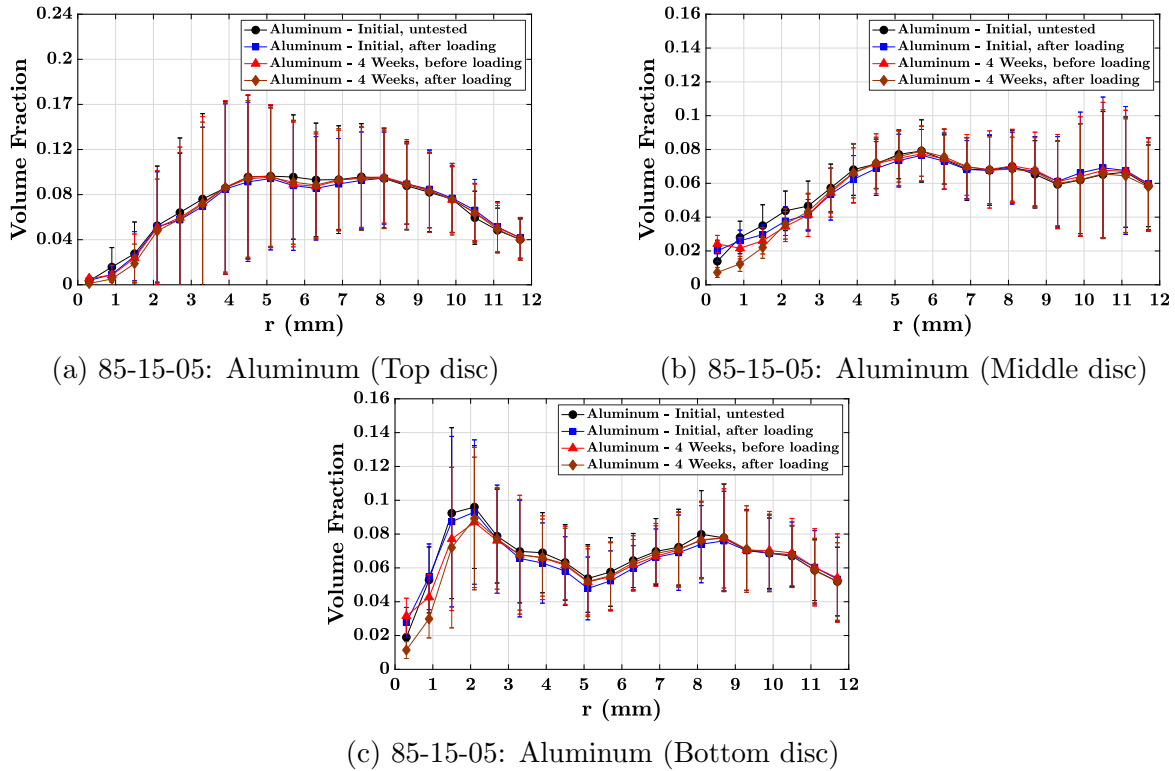 0.24
0.2
0.17
0.12
0.08
0.04
0
Volume Fraction
Aluminum - Initial, untested
Aluminum - Initial, after loading
Aluminum - 4 Weeks, before loading
Aluminum - 4 Weeks, after loading
0 1 2 3 4 5 6 7 8 9 10 11 12
r (mm)
(a) 85-15-05: Aluminum (Top disc)
0.16
0.14
0.12
0.1
0.08
0.06
0.04
0.02
0
Volume Fraction
Aluminum - Initial, untested
Aluminum - Initial, after loading
Aluminum - 4 Weeks, before loading
Aluminum - 4 Weeks, after loading
0 1 2 3 4 5 6 7 8 9 10 11 12
r (mm)
(b) 85-15-05: Aluminum (Middle disc)
0.16
0.14
0.12
0.1
0.08
0.06
0.04
0.02
0
Volume Fraction
Aluminum - Initial, untested
Aluminum - Initial, after loading
Aluminum - 4 Weeks, before loading
Aluminum - 4 Weeks, after loading
0 1 2 3 4 5 6 7 8 9 10 11 12
r (mm)
(c) 85-15-05: Aluminum (Bottom disc)